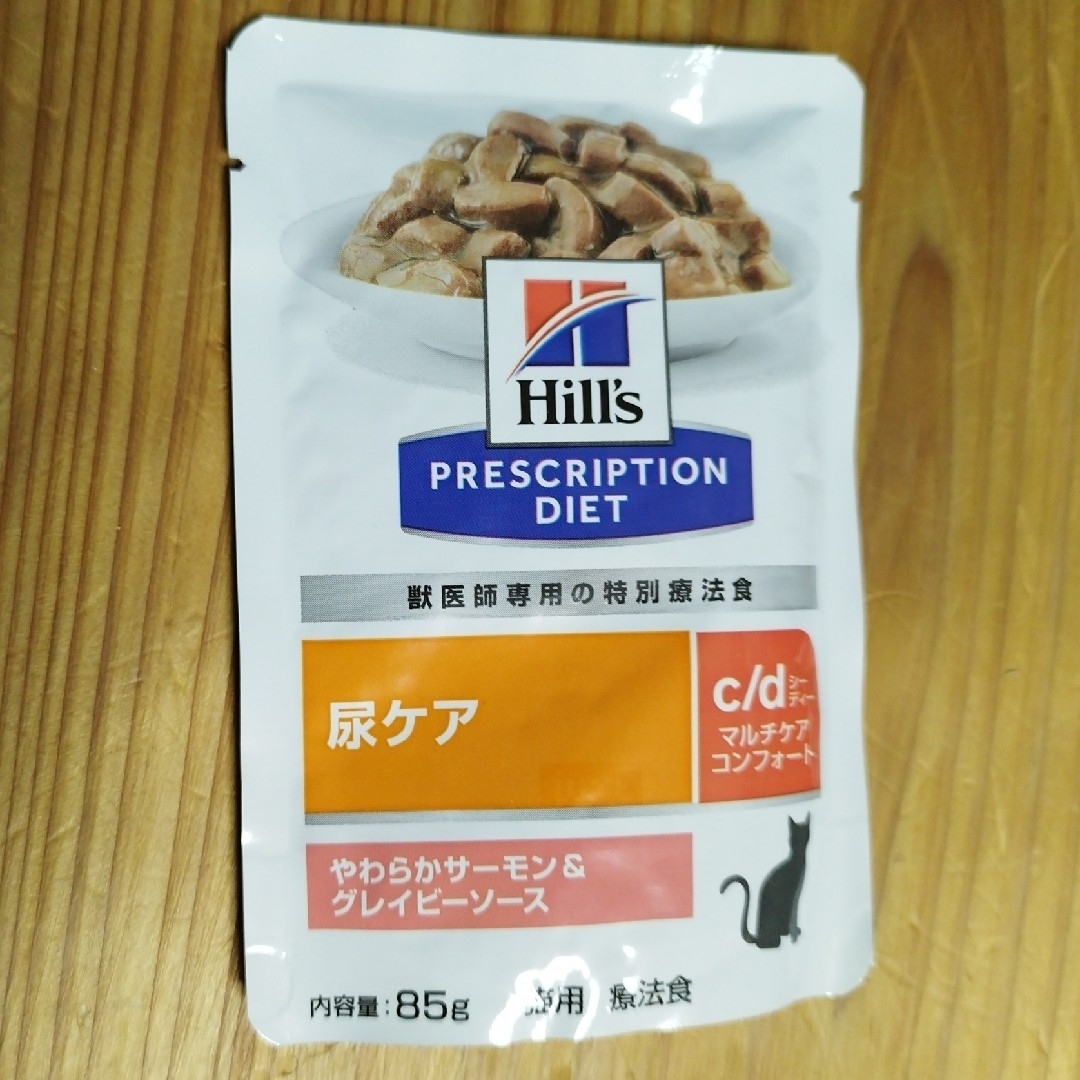 Hill's
PRESCRIPTION
DIET
獣医師専用の特別療法食
尿ケア
c/d シーディー
マルチケア
コンフォート
やわらかサーモン&
グレイビーソース
内容量:85g 猫用 療法食